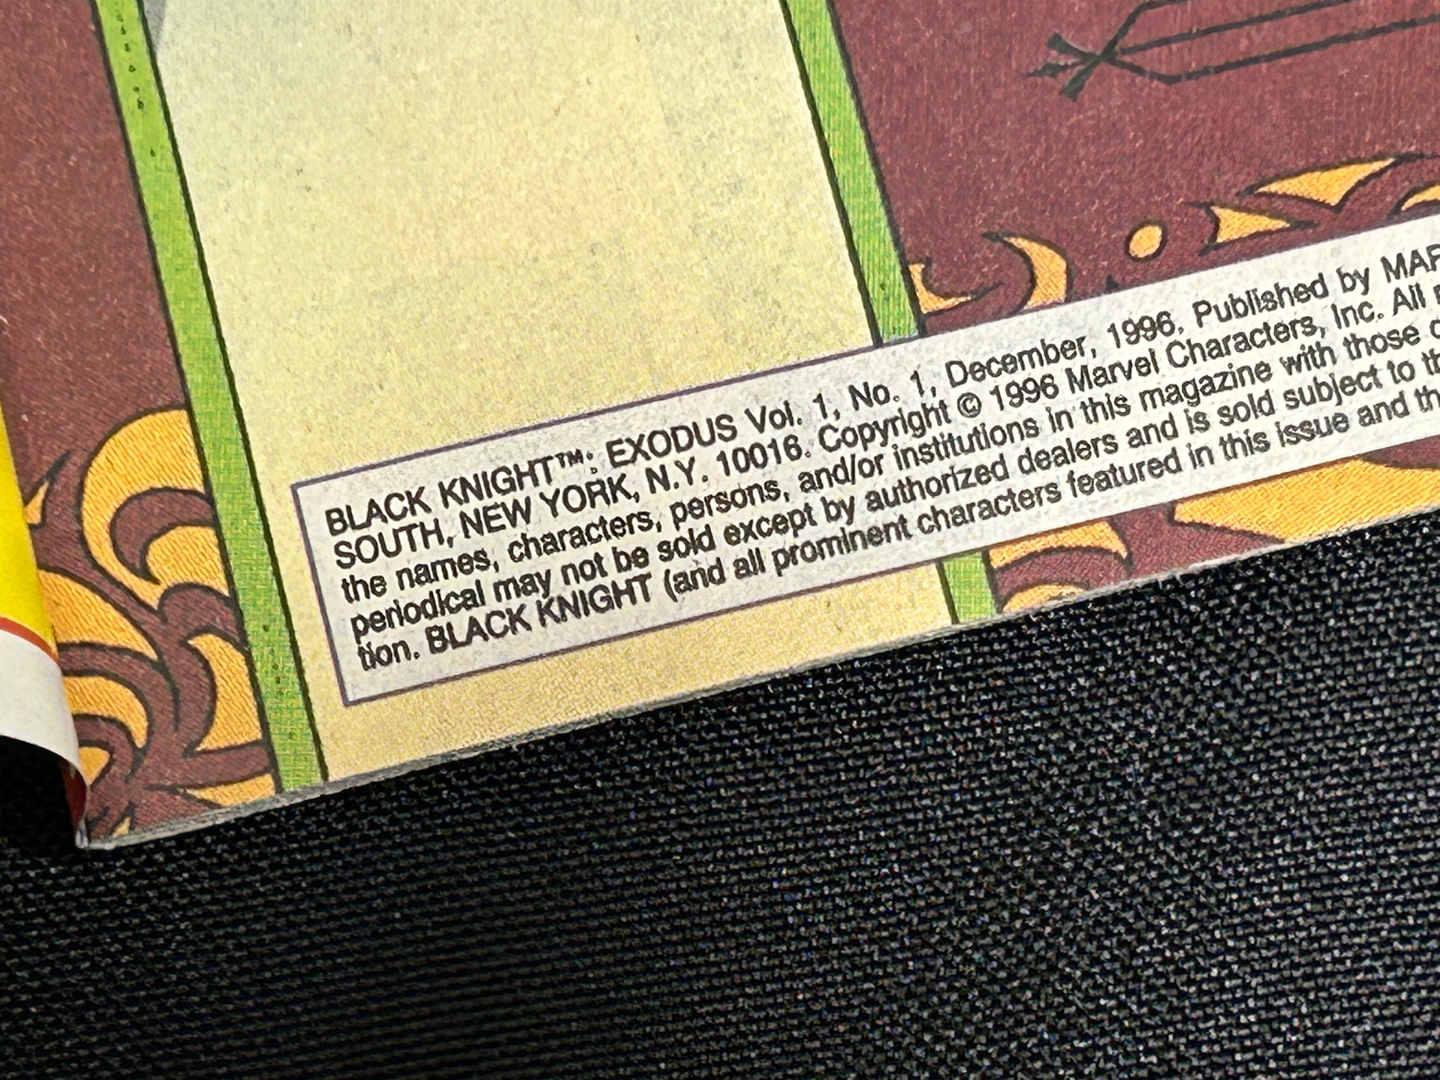 BLACK KNIGHT™: EXODUS Vol. 1, No. 1, December, 1996. Published by
SOUTH, NEW YORK, N.Y. 10016. Copyright © 1996 Marvel Characters, Inc. All
the names, characters, persons, and/or institutions in this magazine with those
periodical may not be sold except by authorized dealers and is sold subject to
tion. BLACK KNIGHT (and all prominent characters featured in this issue and